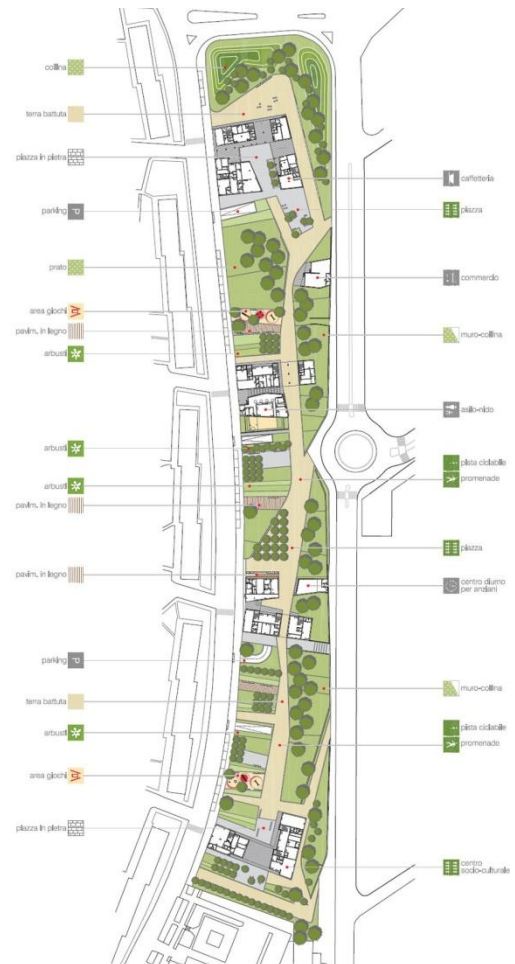 collina
terra battuta
piazza in pietra
parking
prato
area giochi
pavim. in legno
arbusti
arbusti
arbusti
pavim. in legno
pavim. in legno
parking
terra battuta
arbusti
area giochi
piazza in pietra
caffetteria
piazza
commercio
muro-collina
asilo-nido
pista ciclabile
promenade
piazza
centro diurno
per anziani
muro-collina
pista ciclabile
promenade
centro
socio-culturale